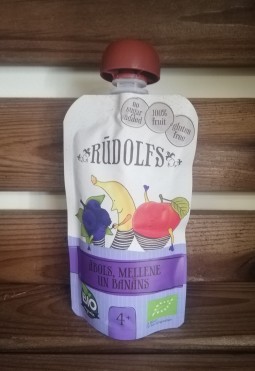 no
sugar
added
100%
fruit
gluten
free
RŪDOLFS
ĀBOLS, MELLENE
UN BANĀNS
BIO
4+